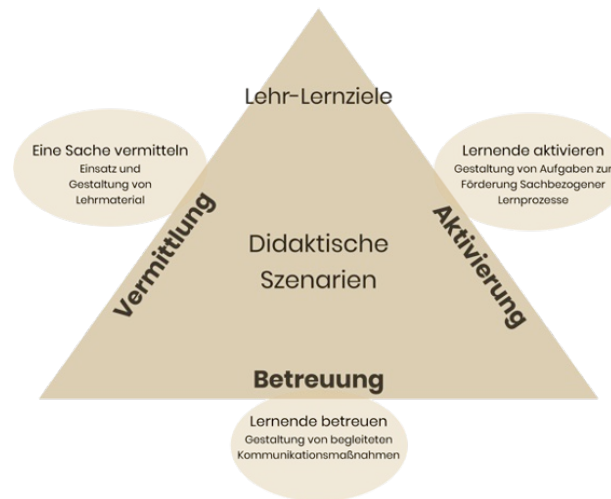 Lehr-Lernziele
Eine Sache vermitteln
Einsatz und
Gestaltung von
Lehrmaterial
Lernende aktivieren
Gestaltung von Aufgaben zur
Förderung Sachbezogener
Lernprozesse
Vermittlung
Aktivierung
Didaktische
Szenarien
Betreuung
Lernende betreuen
Gestaltung von begleiteten
Kommunikationsmaßnahmen